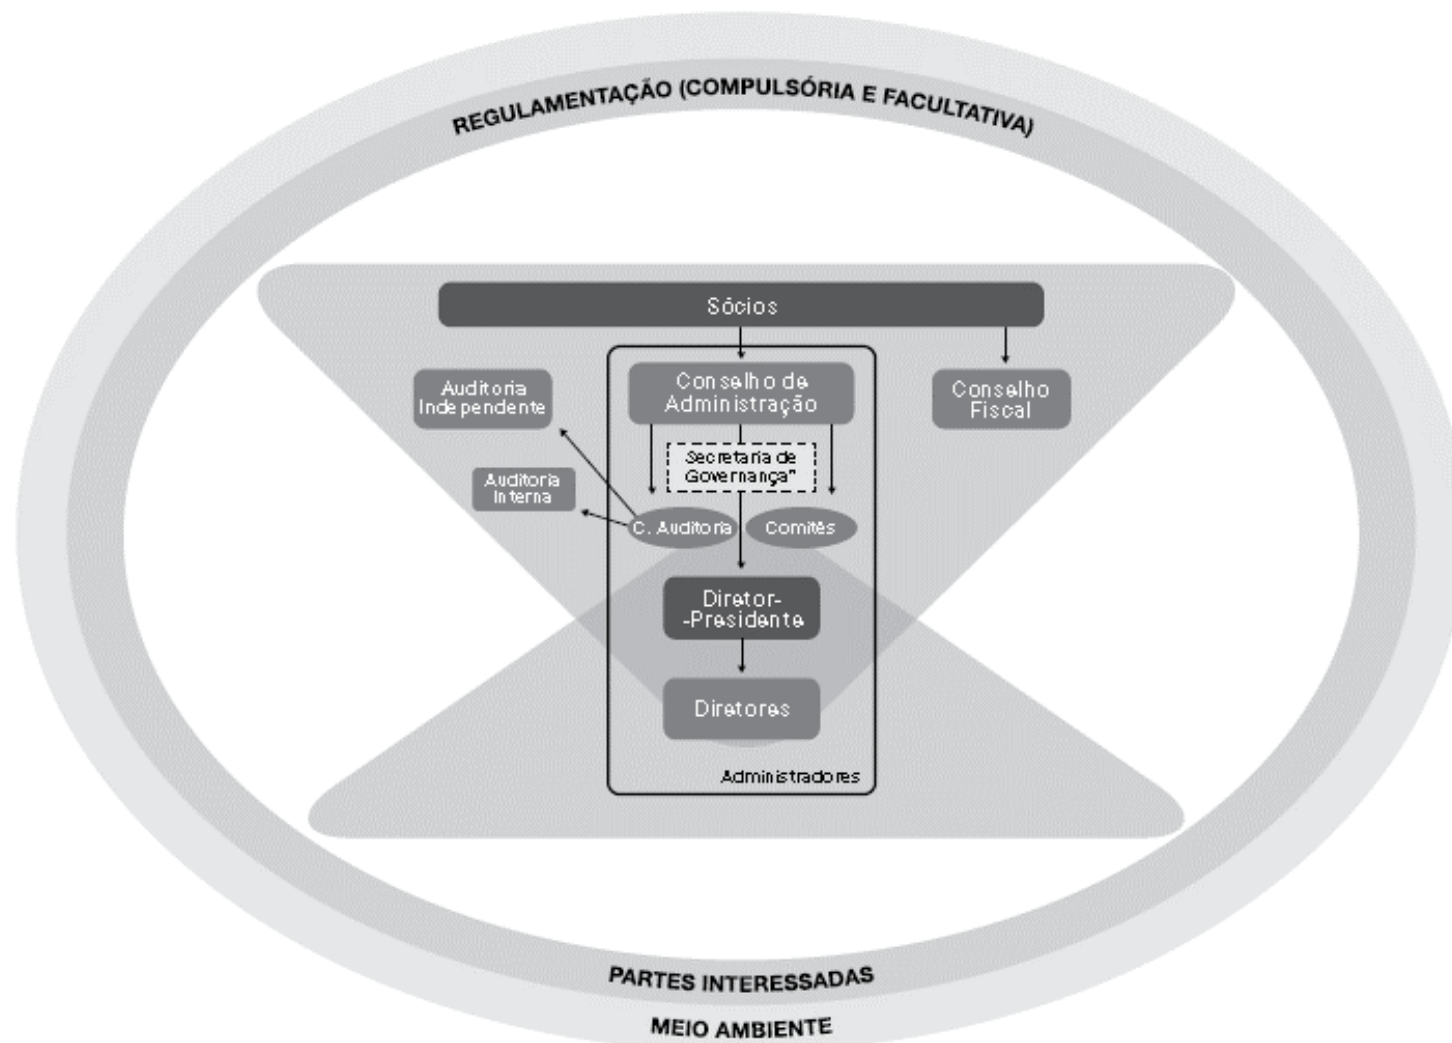 REGULAMENTAÇÃO (COMPULSÓRIA E FACULTATIVA)
Sócios
Auditoria
Independente
Conselho de
Administração
Conselho
Fiscal
Secretaria de
Governança"
Auditoria
Interna
C. Auditoria
Comitês
Diretor-
-Presidente
Diretores
Administradores
PARTES INTERESSADAS
MEIO AMBIENTE